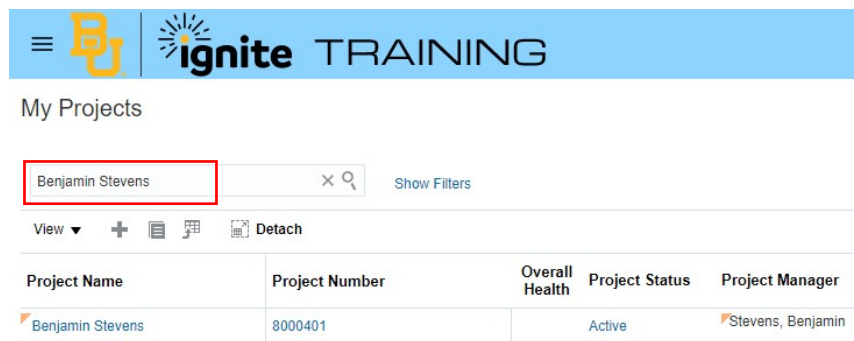 BU ignite TRAINING
My Projects
Benjamin Stevens
Show Filters
View Detach
Project Name Project Number Overall Health Project Status Project Manager
Benjamin Stevens 8000401 Active Stevens, Benjamin